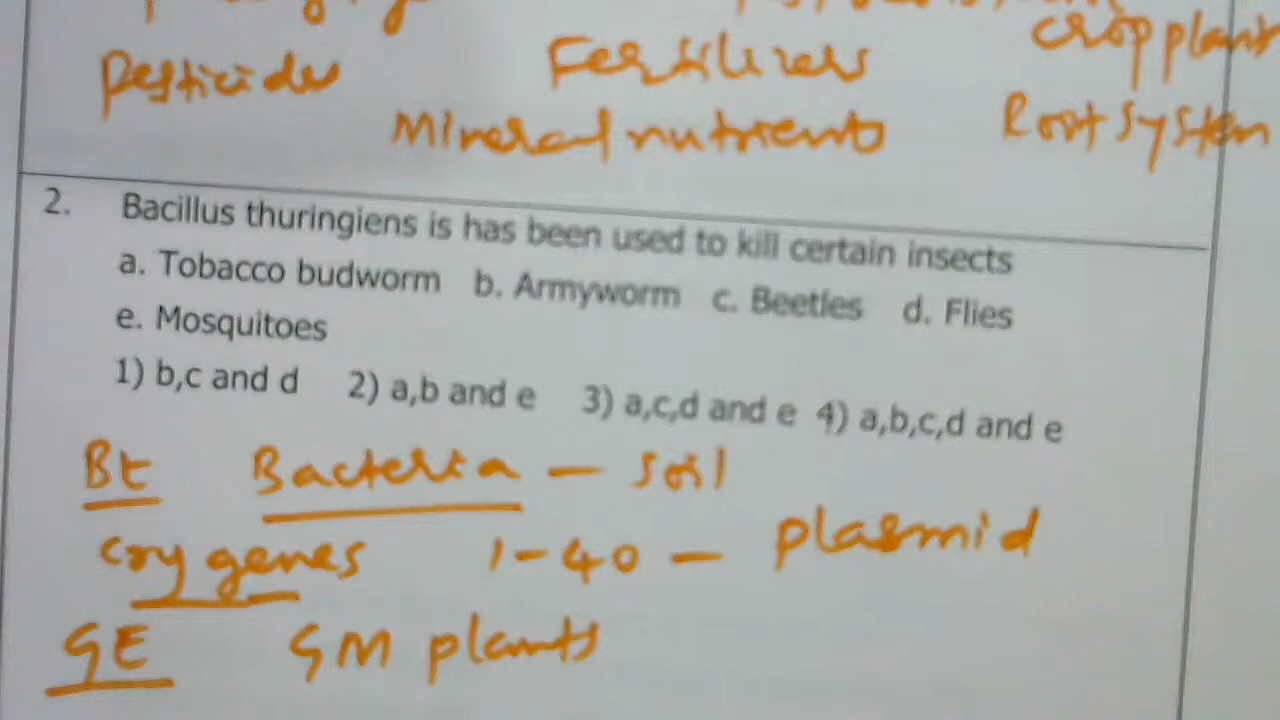 crop plant
Pesticides Fertilizers
Mineral nutrients Root system
2. Bacillus thuringiens is has been used to kill certain insects
a. Tobacco budworm b. Armyworm c. Beetles d. Flies
e. Mosquitoes
1) b,c and d 2) a,b and e 3) a,c,d and e 4) a,b,c,d and e
Bt Bacteria - soil
cry genes 1-40 - plasmid
GE GM plants